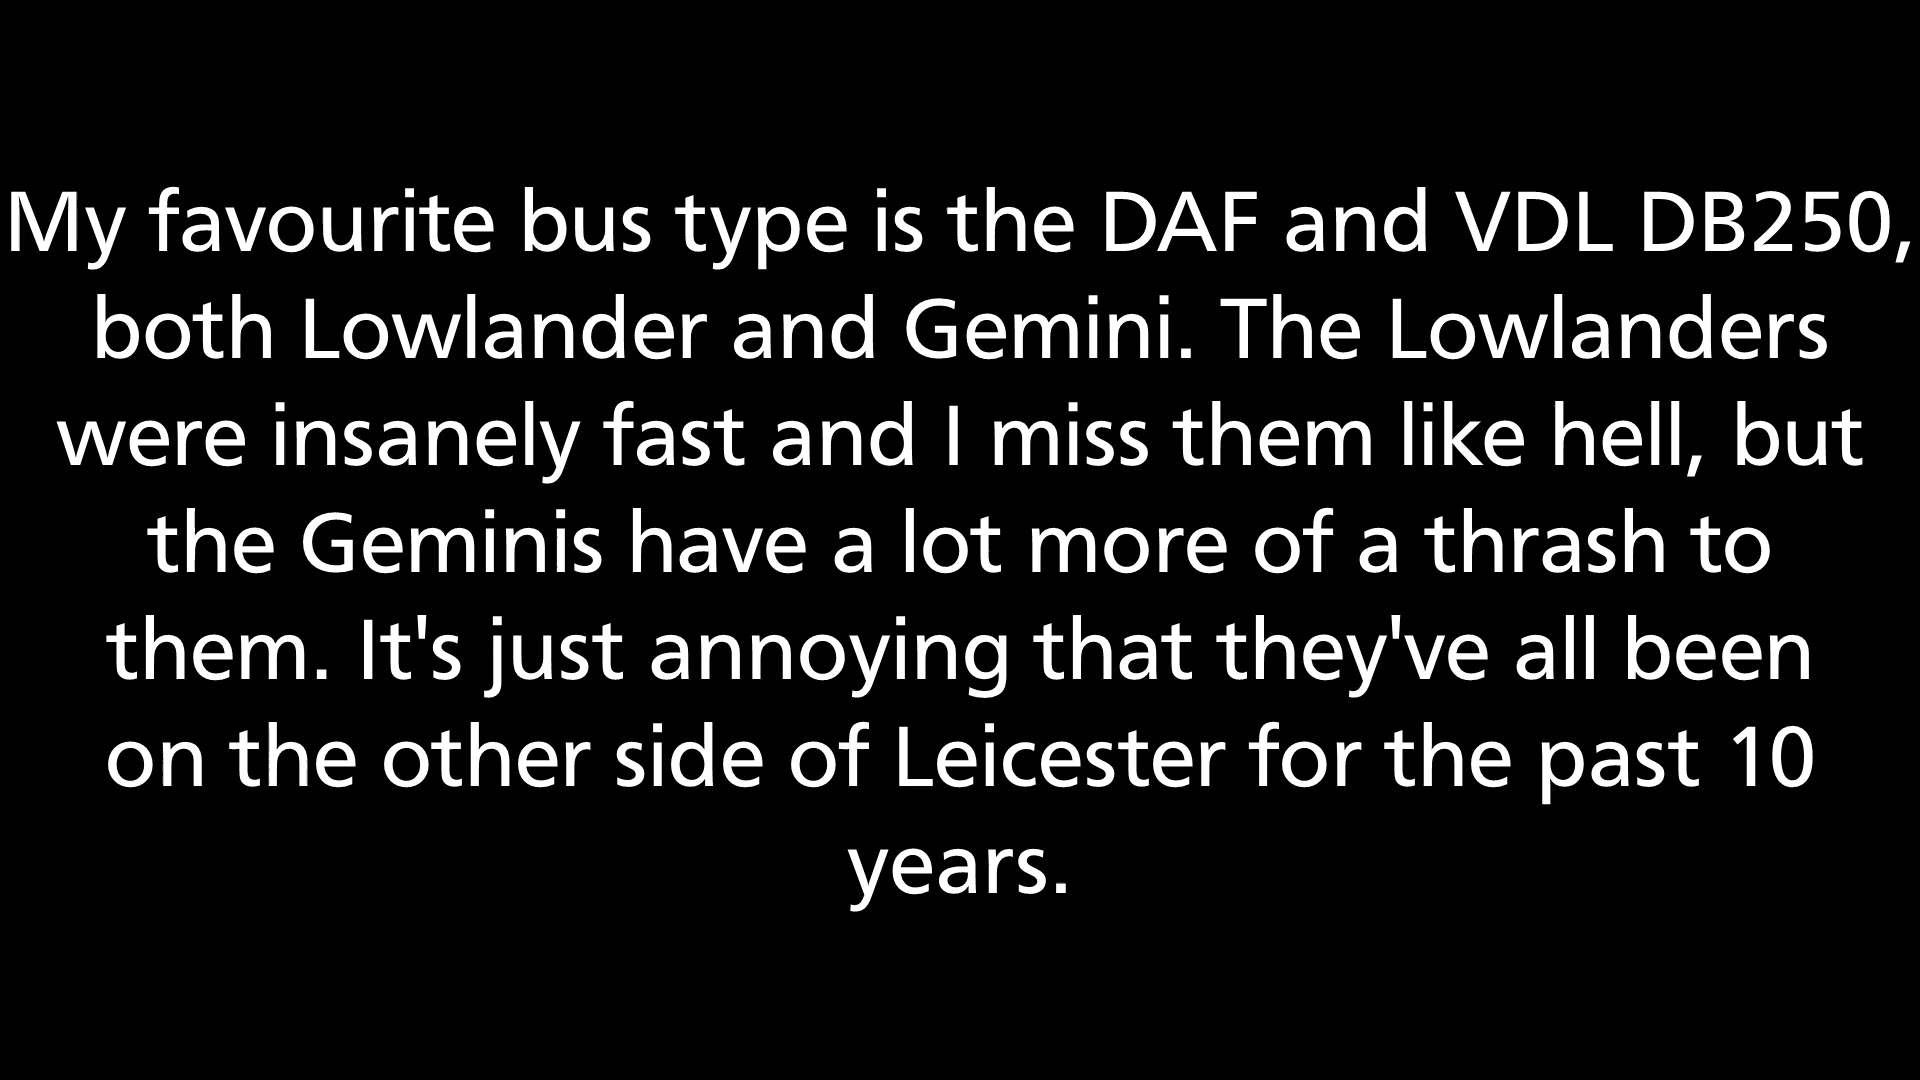 My favourite bus type is the DAF and VDL DB250,
both Lowlander and Gemini. The Lowlanders
were insanely fast and I miss them like hell, but
the Geminis have a lot more of a thrash to
them. It's just annoying that they've all been
on the other side of Leicester for the past 10
years.